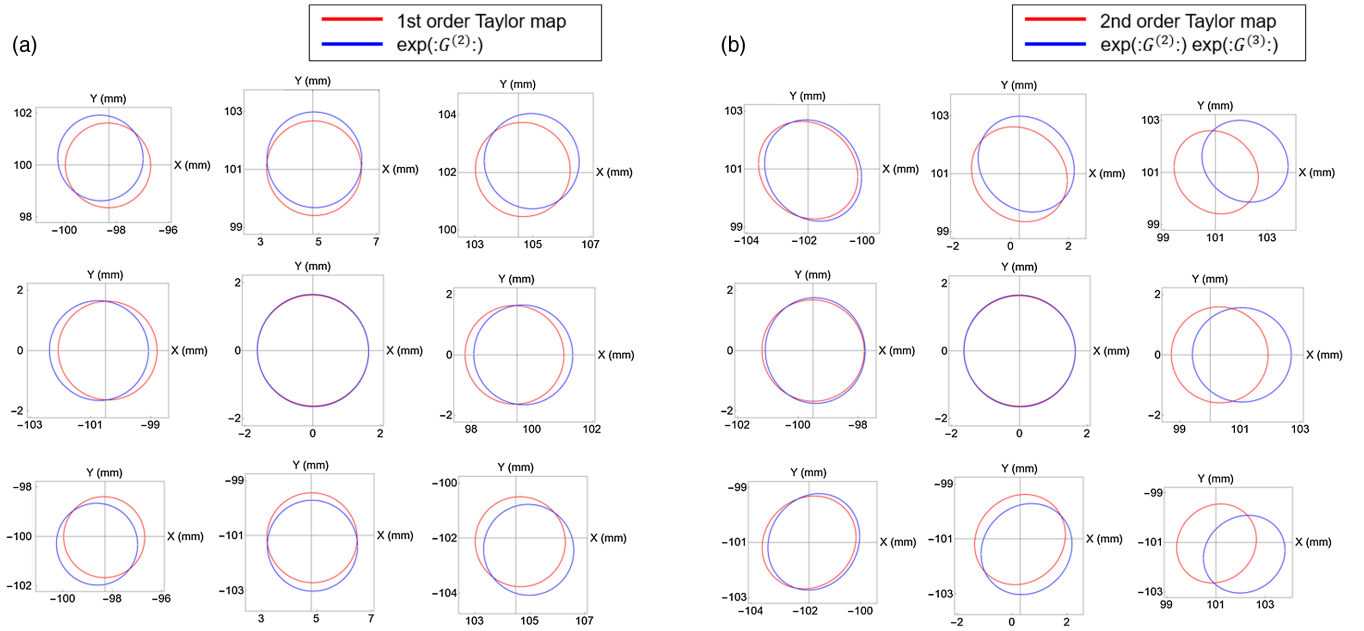 (a)
1st order Taylor map
exp(:G^(2):)
Y (mm)
102
100
98
−100 −98 −96
X (mm)
Y (mm)
103
101
99
3 5 7
X (mm)
Y (mm)
104
102
100
103 105 107
X (mm)
Y (mm)
2
0
−2
−103 −101 −99
X (mm)
Y (mm)
2
0
−2
−2 0 2
X (mm)
Y (mm)
2
0
−2
98 100 102
X (mm)
Y (mm)
−98
−100
−102
−100 −98 −96
X (mm)
Y (mm)
−99
−101
−103
3 5 7
X (mm)
Y (mm)
−100
−102
−104
103 105 107
X (mm)
(b)
2nd order Taylor map
exp(:G^(2):) exp(:G^(3):)
Y (mm)
103
101
99
−104 −102 −100
X (mm)
Y (mm)
103
101
99
−2 0 2
X (mm)
Y (mm)
103
101
99
99 101 103
X (mm)
Y (mm)
2
0
−2
−102 −100 −98
X (mm)
Y (mm)
2
0
−2
−2 0 2
X (mm)
Y (mm)
2
0
−2
99 101 103
X (mm)
Y (mm)
−99
−101
−103
−104 −102 −100
X (mm)
Y (mm)
−99
−101
−103
−2 0 2
X (mm)
Y (mm)
−99
−101
−103
99 101 103
X (mm)